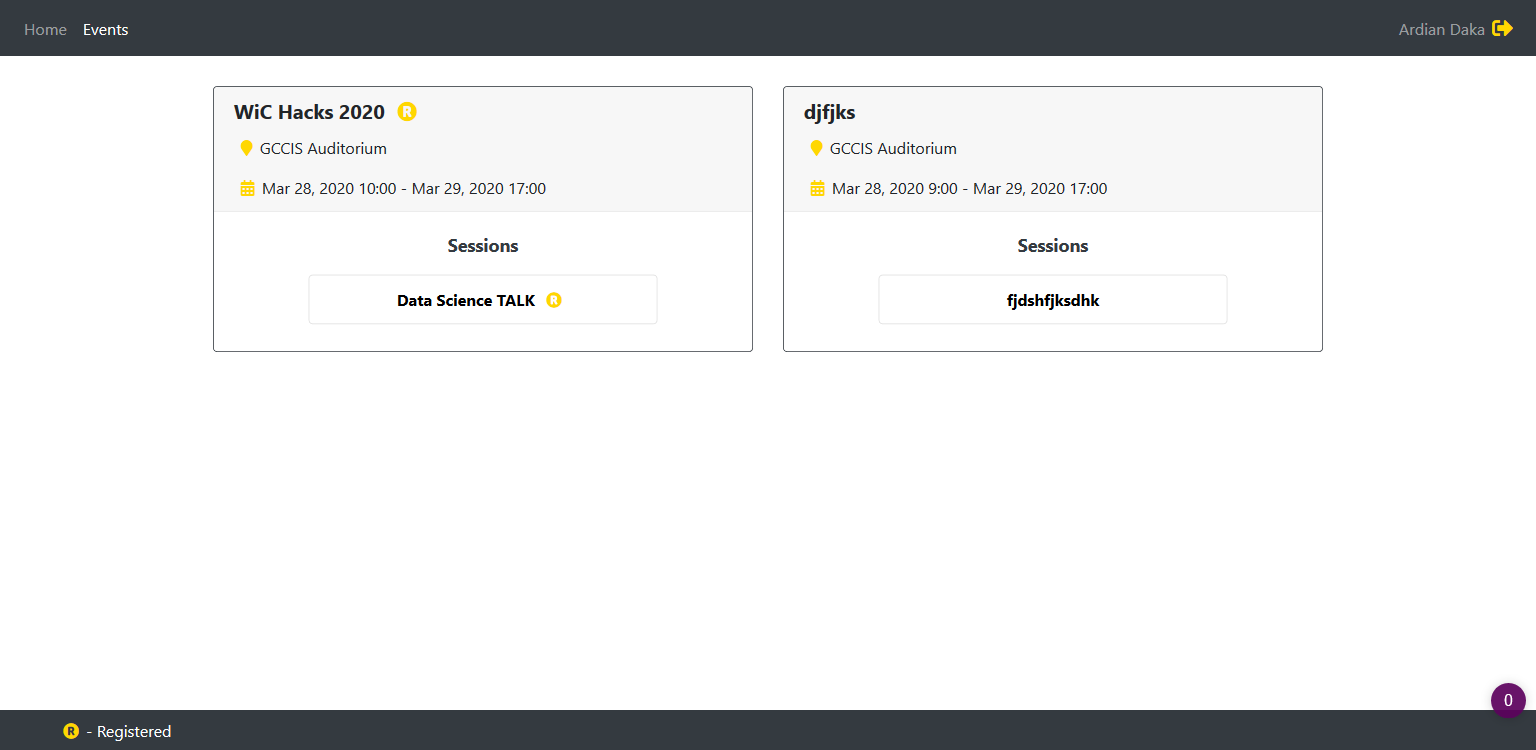 Home Events Ardian Daka
WiC Hacks 2020 R
GCCIS Auditorium
Mar 28, 2020 10:00 - Mar 29, 2020 17:00
Sessions
Data Science TALK R
djfjks
GCCIS Auditorium
Mar 28, 2020 9:00 - Mar 29, 2020 17:00
Sessions
fjdshfjksdhk
0
R - Registered